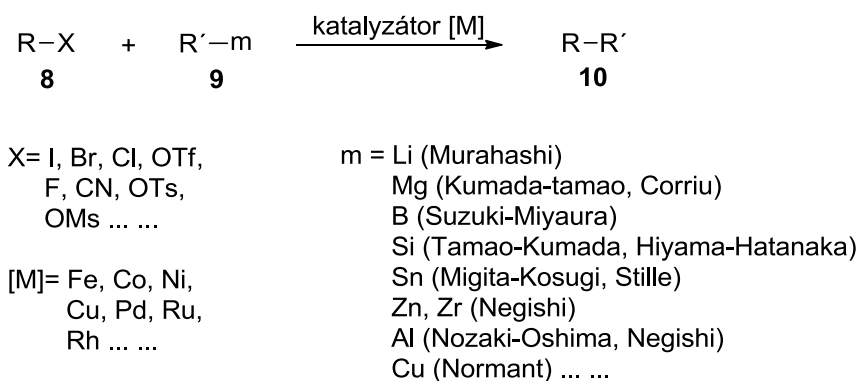 katalyzátor [M]
R–X + R´–m R–R´
8 9 10
X= I, Br, Cl, OTf,
F, CN, OTs,
OMs ... ...
[M]= Fe, Co, Ni,
Cu, Pd, Ru,
Rh ... ...
m = Li (Murahashi)
Mg (Kumada-tamao, Corriu)
B (Suzuki-Miyaura)
Si (Tamao-Kumada, Hiyama-Hatanaka)
Sn (Migita-Kosugi, Stille)
Zn, Zr (Negishi)
Al (Nozaki-Oshima, Negishi)
Cu (Normant) ... ...